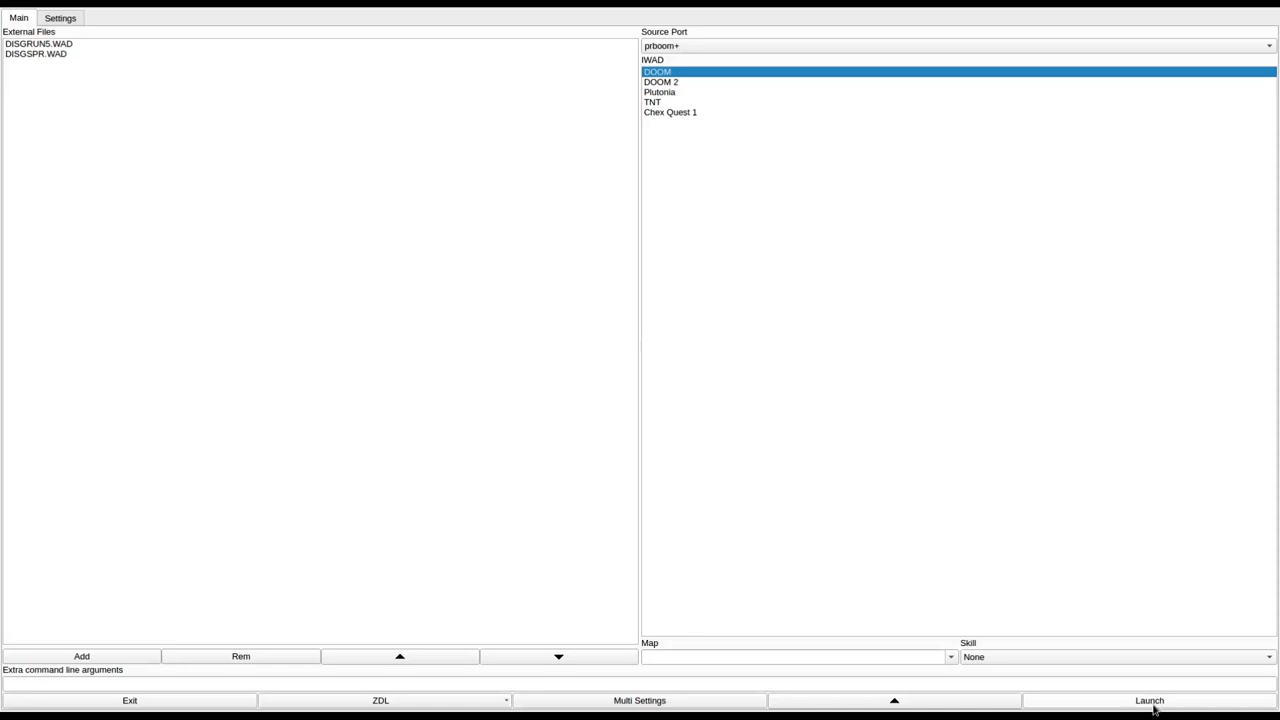 Main Settings
External Files
DISGRUN5.WAD
DISGSPR.WAD
Source Port
prboom+
IWAD
DOOM
DOOM 2
Plutonia
TNT
Chex Quest 1
Add Rem
Map Skill
None
Extra command line arguments
Exit ZDL Multi Settings Launch